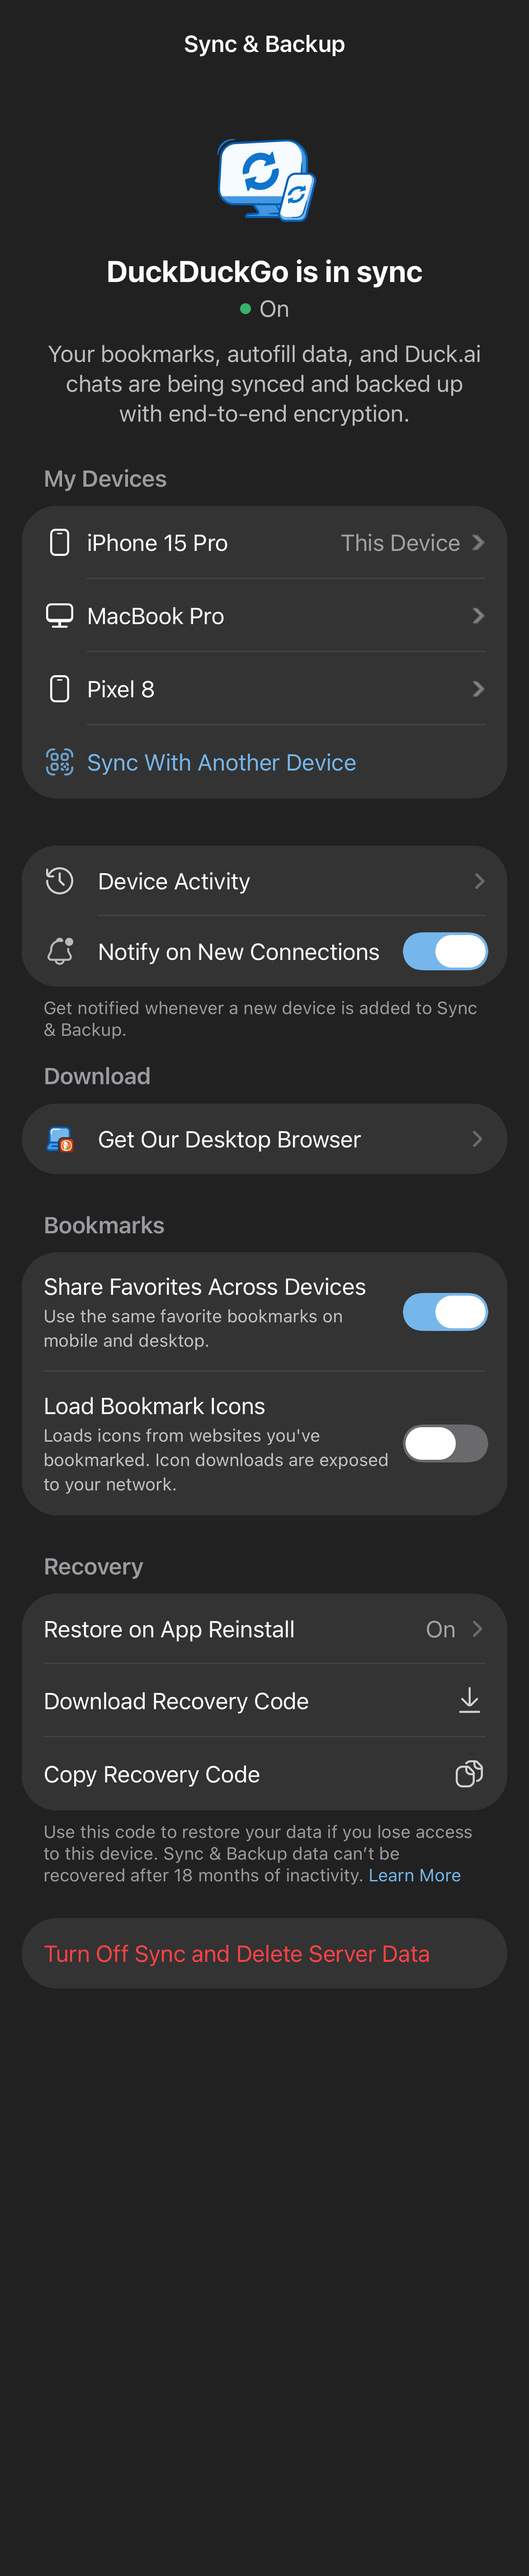 Sync & Backup
DuckDuckGo is in sync
On
Your bookmarks, autofill data, and Duck.ai
chats are being synced and backed up
with end-to-end encryption.
My Devices
iPhone 15 Pro This Device
MacBook Pro
Pixel 8
Sync With Another Device
Device Activity
Notify on New Connections
Get notified whenever a new device is added to Sync
& Backup.
Download
Get Our Desktop Browser
Bookmarks
Share Favorites Across Devices
Use the same favorite bookmarks on
mobile and desktop.
Load Bookmark Icons
Loads icons from websites you've
bookmarked. Icon downloads are exposed
to your network.
Recovery
Restore on App Reinstall On
Download Recovery Code
Copy Recovery Code
Use this code to restore your data if you lose access
to this device. Sync & Backup data can’t be
recovered after 18 months of inactivity. Learn More
Turn Off Sync and Delete Server Data